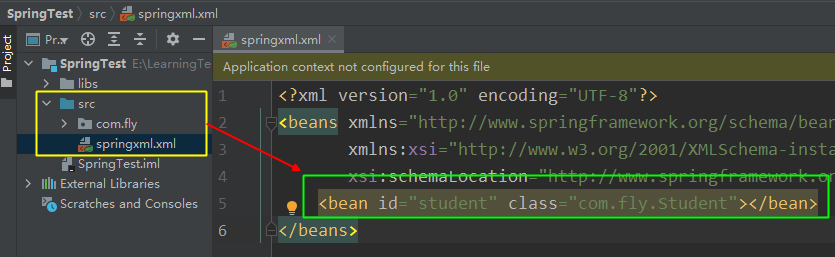 SpringTest src springxml.xml
Project
Pr..
springxml.xml
SpringTest E:\LearningTe
libs
src
com.fly
springxml.xml
SpringTest.iml
External Libraries
Scratches and Consoles
Application context not configured for this file
1 <?xml version="1.0" encoding="UTF-8"?>
2 <beans xmlns="http://www.springframework.org/schema/bean
3 xmlns:xsi="http://www.w3.org/2001/XMLSchema-insta
4 xsi:schemaLocation="http://www.springframework.or
5 <bean id="student" class="com.fly.Student"></bean>
6 </beans>